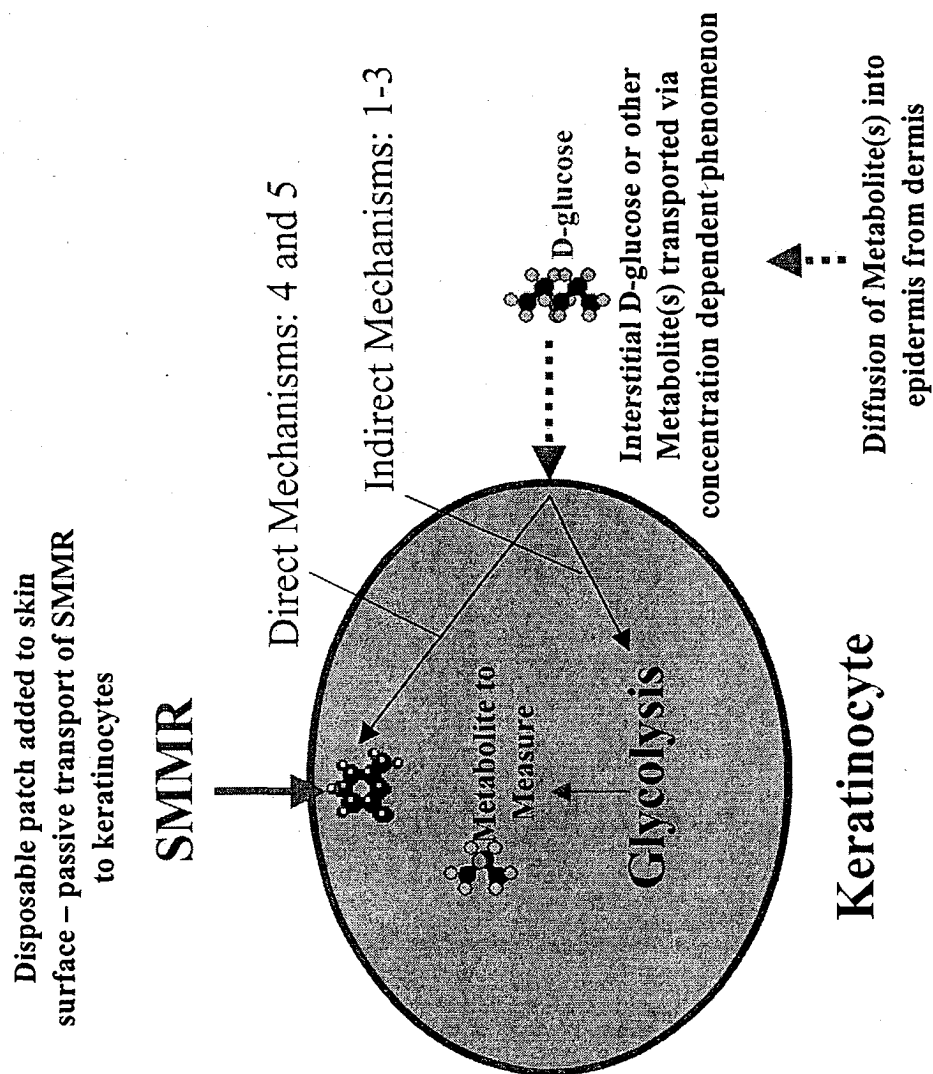 Disposable patch added to skin
surface – passive transport of SMMR
to keratinocytes
SMMR
Direct Mechanisms: 4 and 5
Indirect Mechanisms: 1-3
D-glucose
Interstitial D-glucose or other
Metabolite(s) transported via
concentration dependent phenomenon
Metabolite to
Measure
Glycolysis
Keratinocyte
Diffusion of Metabolite(s) into
epidermis from dermis